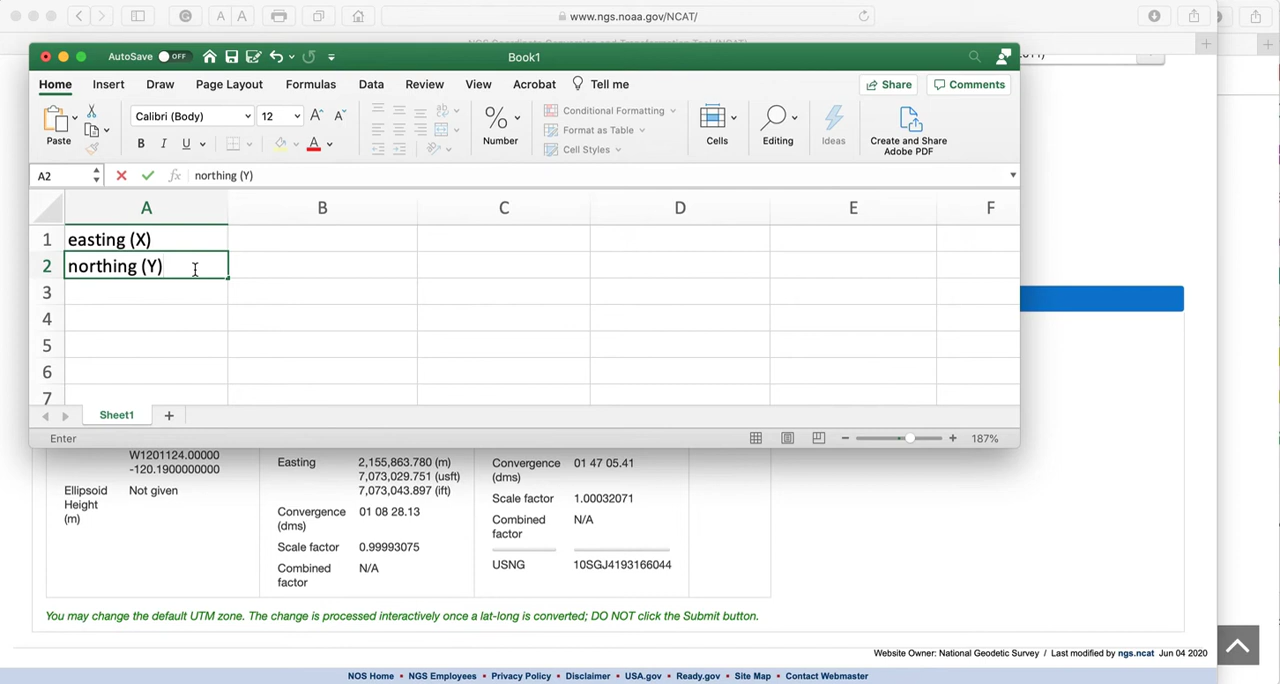 www.ngs.noaa.gov/NCAT/
AutoSave OFF
Book1
Home Insert Draw Page Layout Formulas Data Review View Acrobat Tell me
Share
Comments
Paste
Calibri (Body) 12
B I U
A
Number
Conditional Formatting
Format as Table
Cell Styles
Cells
Editing
Ideas
Create and Share
Adobe PDF
A2
fx northing (Y)
A B C D E F
1 easting (X)
2 northing (Y)
3
4
5
6
7
Sheet1
Enter
187%
W1201124.00000
-120.1900000000
Ellipsoid
Height
(m)
Not given
Easting
2,155,863.780 (m)
7,073,029.751 (usft)
7,073,043.897 (ift)
Convergence
(dms)
01 08 28.13
Scale factor 0.99993075
Combined
factor
N/A
Convergence
(dms)
01 47 05.41
Scale factor 1.00032071
Combined
factor
N/A
USNG 10SGJ4193166044
You may change the default UTM zone. The change is processed interactively once a lat-long is converted; DO NOT click the Submit button.
Website Owner: National Geodetic Survey / Last modified by ngs.ncat Jun 04 2020
NOS Home • NGS Employees • Privacy Policy • Disclaimer • USA.gov • Ready.gov • Site Map • Contact Webmaster